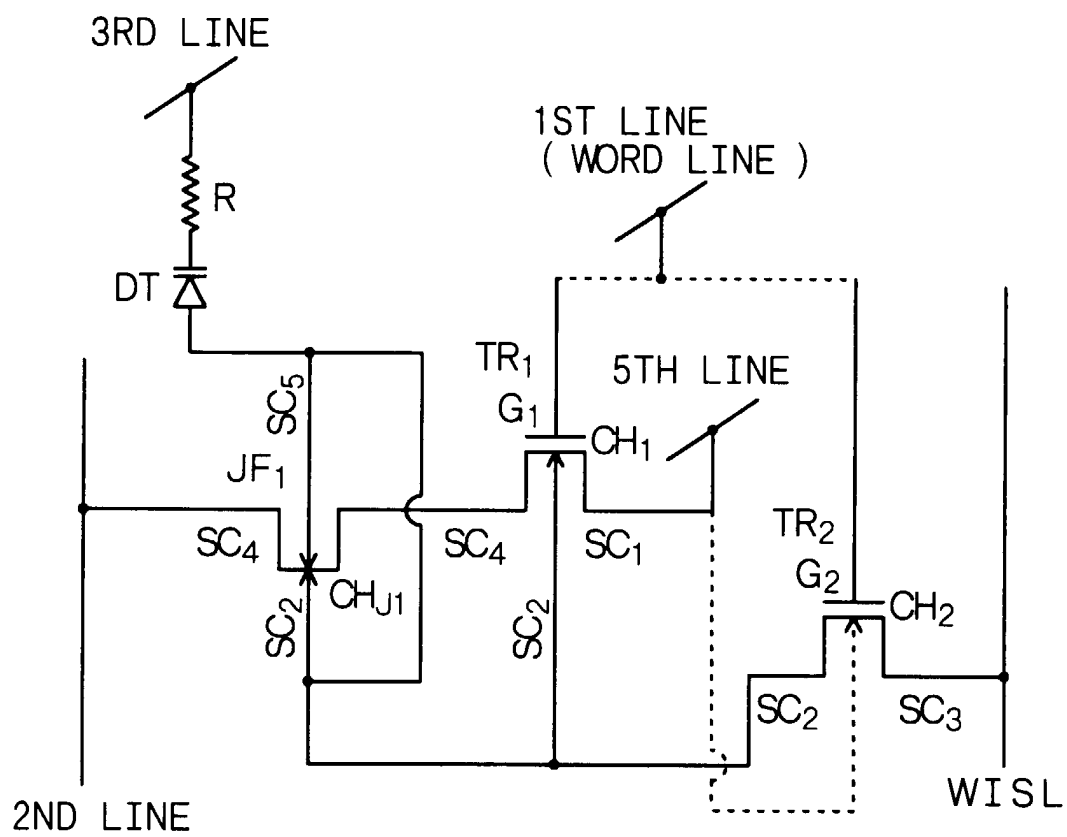 3RD LINE
1ST LINE
( WORD LINE )
R
DT
TR1
5TH LINE
G1
CH1
SC5
JF1
SC4
SC4
SC1
TR2
G2
CH2
CHJ1
SC2
SC2
SC2
SC3
WISL
2ND LINE